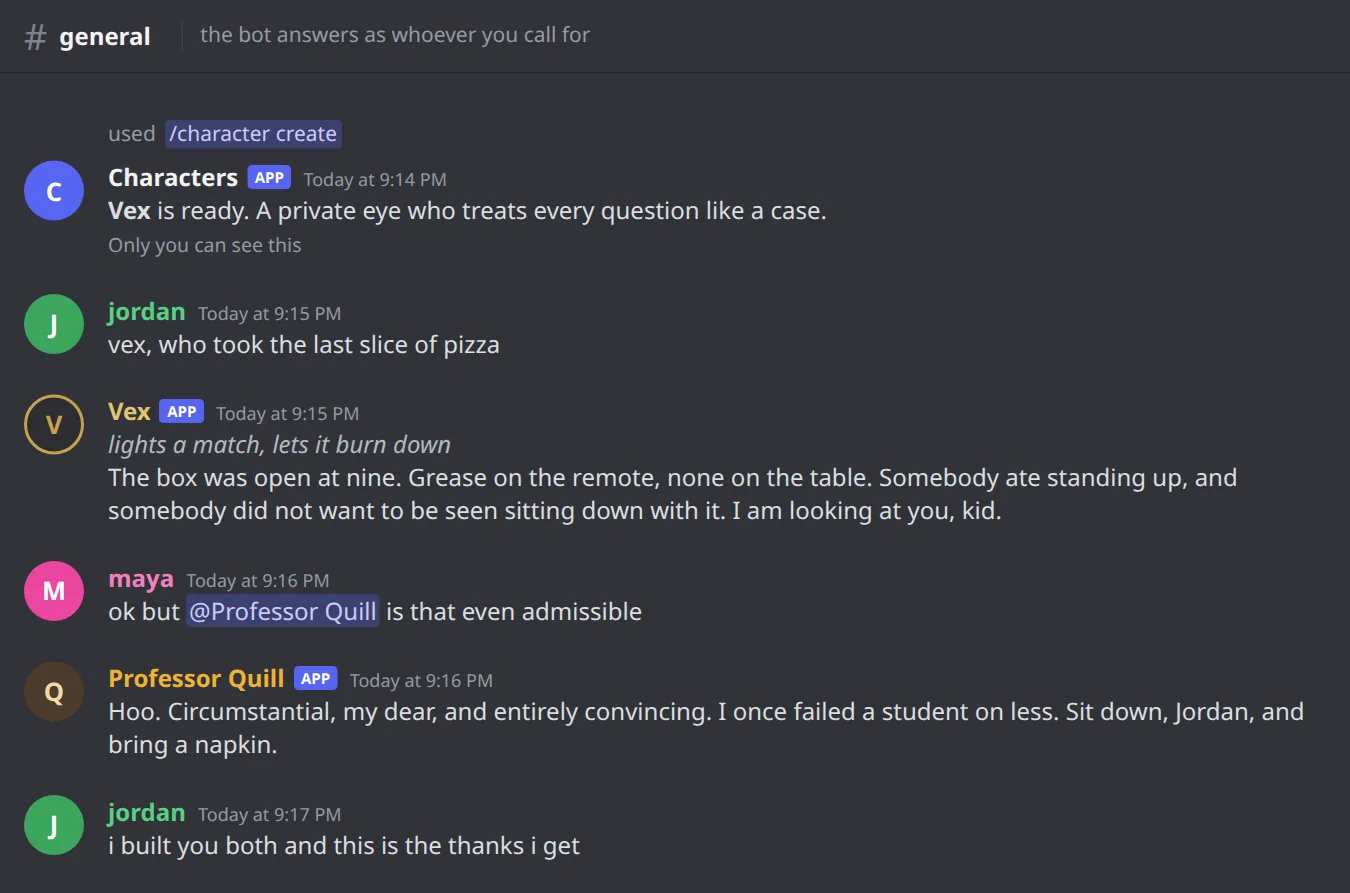 # general the bot answers as whoever you call for
used /character create
C
Characters APP Today at 9:14 PM
Vex is ready. A private eye who treats every question like a case.
Only you can see this
J
jordan Today at 9:15 PM
vex, who took the last slice of pizza
V
Vex APP Today at 9:15 PM
lights a match, lets it burn down
The box was open at nine. Grease on the remote, none on the table. Somebody ate standing up, and
somebody did not want to be seen sitting down with it. I am looking at you, kid.
M
maya Today at 9:16 PM
ok but @Professor Quill is that even admissible
Q
Professor Quill APP Today at 9:16 PM
Hoo. Circumstantial, my dear, and entirely convincing. I once failed a student on less. Sit down, Jordan, and
bring a napkin.
J
jordan Today at 9:17 PM
i built you both and this is the thanks i get